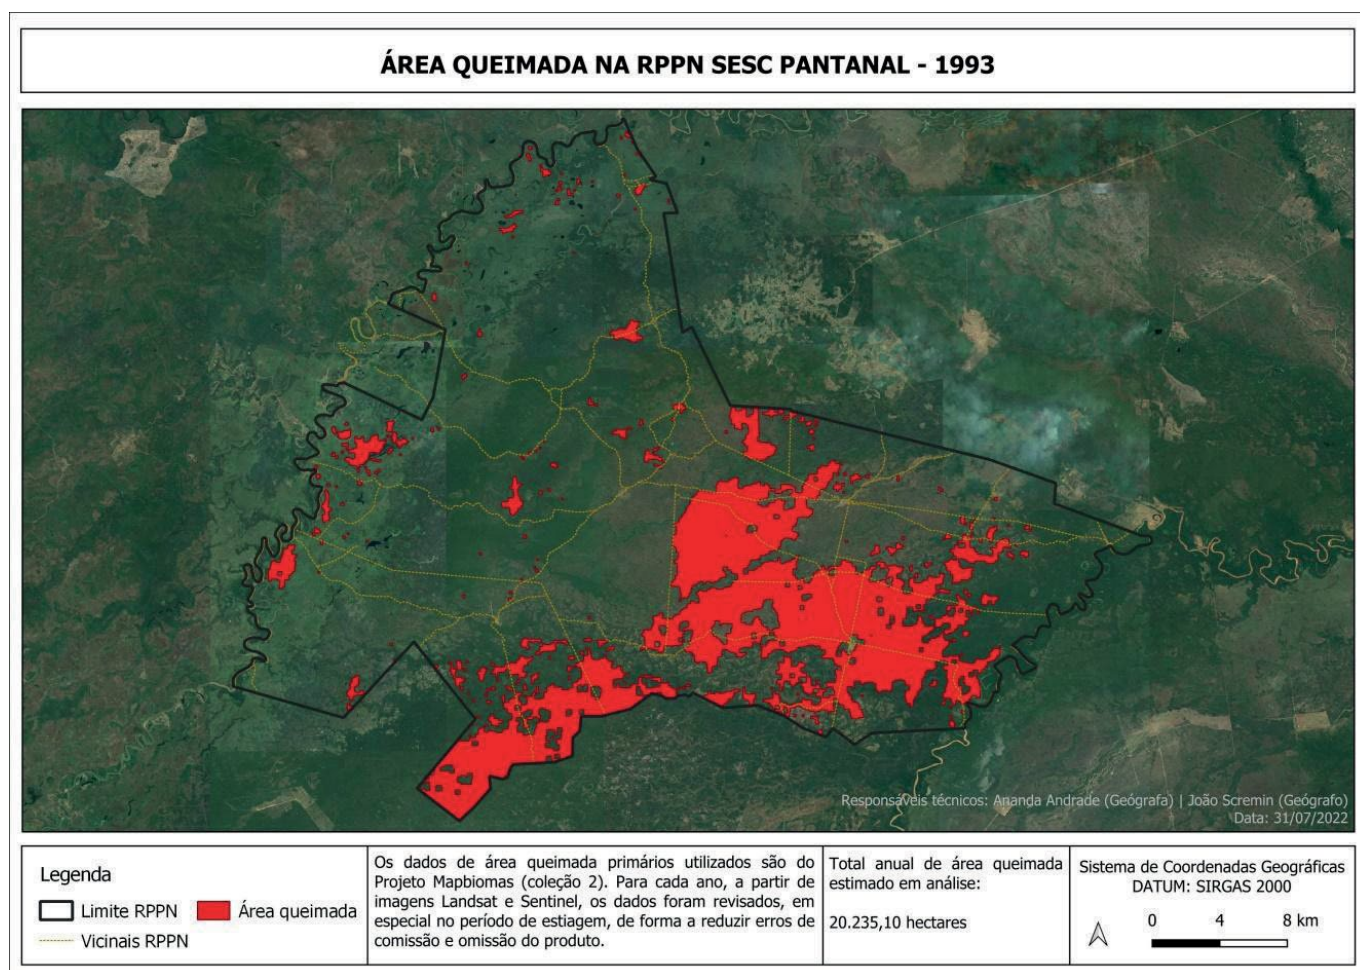 ÁREA QUEIMADA NA RPPN SESC PANTANAL - 1993
Responsáveis técnicos: Ananda Andrade (Geógrafa) | João Scremin (Geógrafo)
Data: 31/07/2022
Legenda
Limite RPPN
Área queimada
Vicinais RPPN
Os dados de área queimada primários utilizados são do
Projeto Mapbiomas (coleção 2). Para cada ano, a partir de
imagens Landsat e Sentinel, os dados foram revisados, em
especial no período de estiagem, de forma a reduzir erros de
comissão e omissão do produto.
Total anual de área queimada
estimado em análise:
20.235,10 hectares
Sistema de Coordenadas Geográficas
DATUM: SIRGAS 2000
0 4 8 km